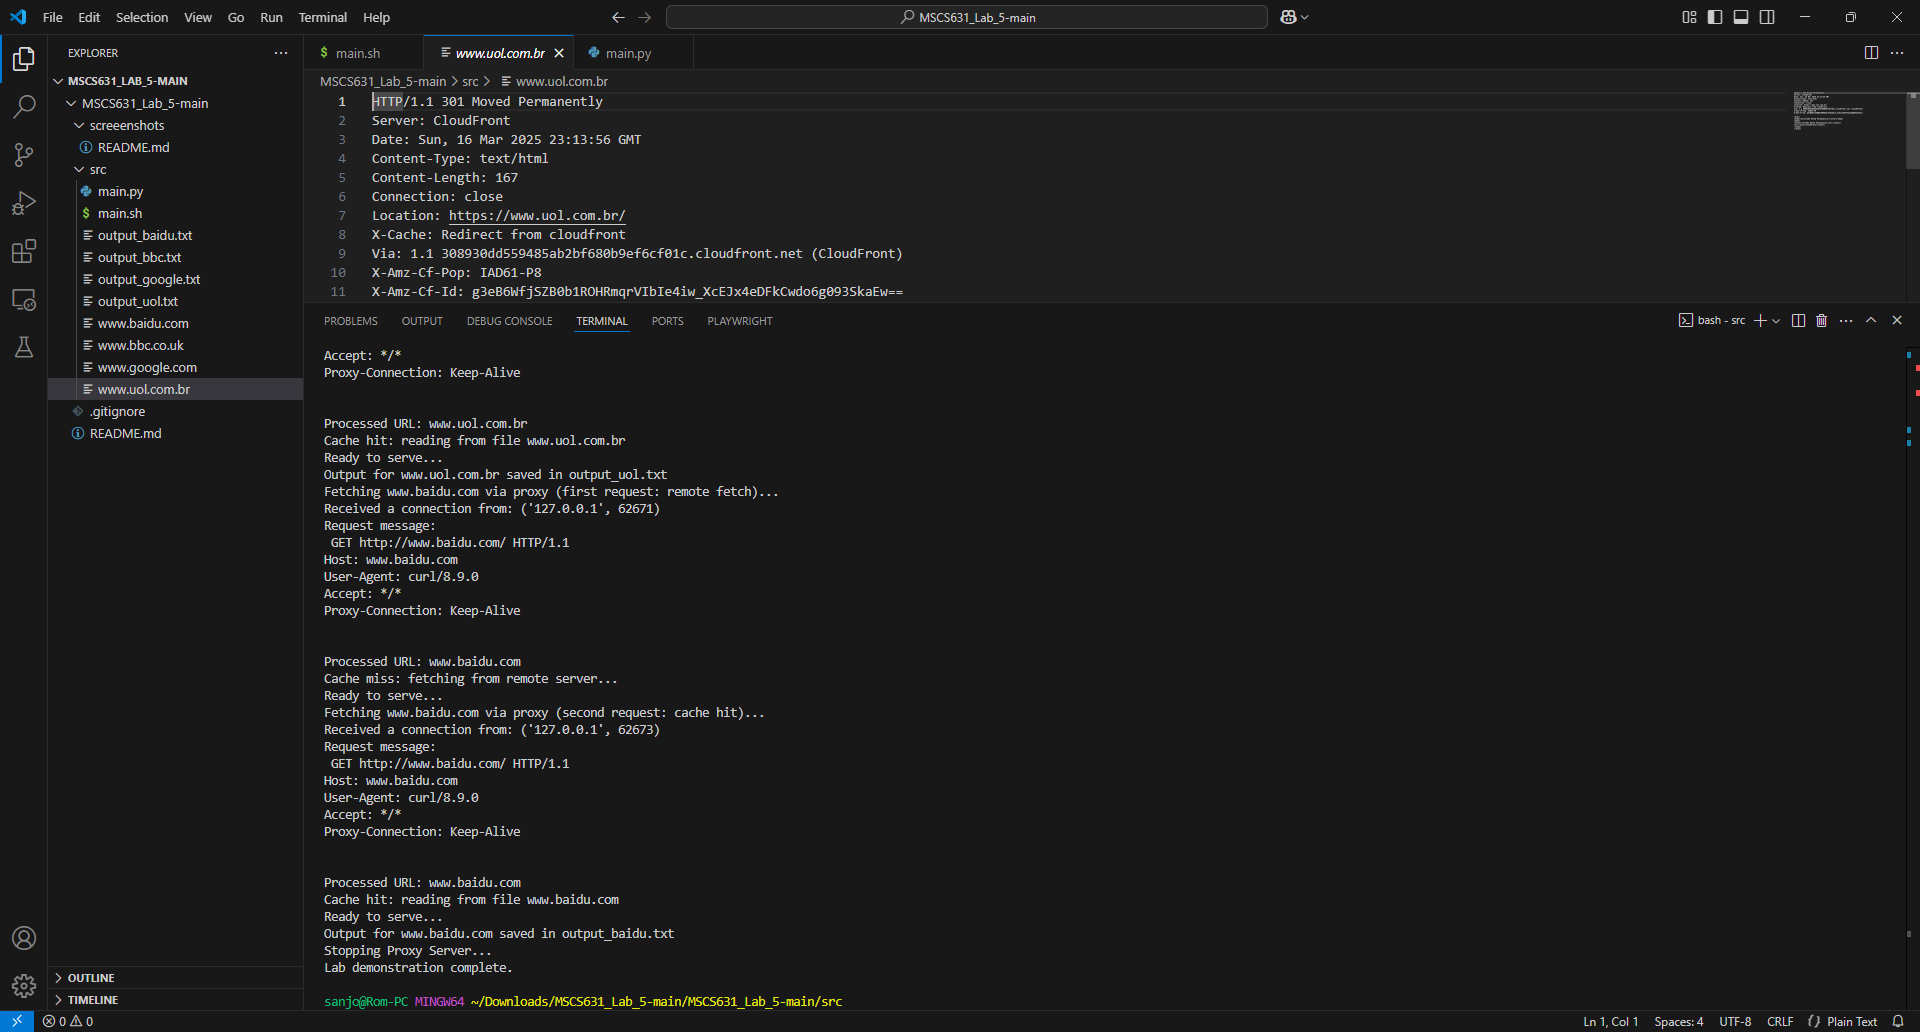 File Edit Selection View Go Run Terminal Help
MSCS631_Lab_5-main
EXPLORER
MSCS631_LAB_5-MAIN
MSCS631_Lab_5-main
screeenshots
README.md
src
main.py
main.sh
output_baidu.txt
output_bbc.txt
output_google.txt
output_uol.txt
www.baidu.com
www.bbc.co.uk
www.google.com
www.uol.com.br
.gitignore
README.md
OUTLINE
TIMELINE
main.sh
www.uol.com.br
main.py
MSCS631_Lab_5-main > src > www.uol.com.br
1 HTTP/1.1 301 Moved Permanently
2 Server: CloudFront
3 Date: Sun, 16 Mar 2025 23:13:56 GMT
4 Content-Type: text/html
5 Content-Length: 167
6 Connection: close
7 Location: https://www.uol.com.br/
8 X-Cache: Redirect from cloudfront
9 Via: 1.1 308930dd559485ab2bf680b9ef6cf01c.cloudfront.net (CloudFront)
10 X-Amz-Cf-Pop: IAD61-P8
11 X-Amz-Cf-Id: g3eB6WfjSZB0b1ROHRmqrVIbIe4iw_XcEJx4eDFkCwdo6g093SkaEw==
PROBLEMS OUTPUT DEBUG CONSOLE TERMINAL PORTS PLAYWRIGHT
bash - src
Accept: */*
Proxy-Connection: Keep-Alive
Processed URL: www.uol.com.br
Cache hit: reading from file www.uol.com.br
Ready to serve...
Output for www.uol.com.br saved in output_uol.txt
Fetching www.baidu.com via proxy (first request: remote fetch)...
Received a connection from: ('127.0.0.1', 62671)
Request message:
GET http://www.baidu.com/ HTTP/1.1
Host: www.baidu.com
User-Agent: curl/8.9.0
Accept: */*
Proxy-Connection: Keep-Alive
Processed URL: www.baidu.com
Cache miss: fetching from remote server...
Ready to serve...
Fetching www.baidu.com via proxy (second request: cache hit)...
Received a connection from: ('127.0.0.1', 62673)
Request message:
GET http://www.baidu.com/ HTTP/1.1
Host: www.baidu.com
User-Agent: curl/8.9.0
Accept: */*
Proxy-Connection: Keep-Alive
Processed URL: www.baidu.com
Cache hit: reading from file www.baidu.com
Ready to serve...
Output for www.baidu.com saved in output_baidu.txt
Stopping Proxy Server...
Lab demonstration complete.
sanjo@Rom-PC MINGW64 ~/Downloads/MSCS631_Lab_5-main/MSCS631_Lab_5-main/src
0 0
Ln 1, Col 1 Spaces: 4 UTF-8 CRLF {} Plain Text